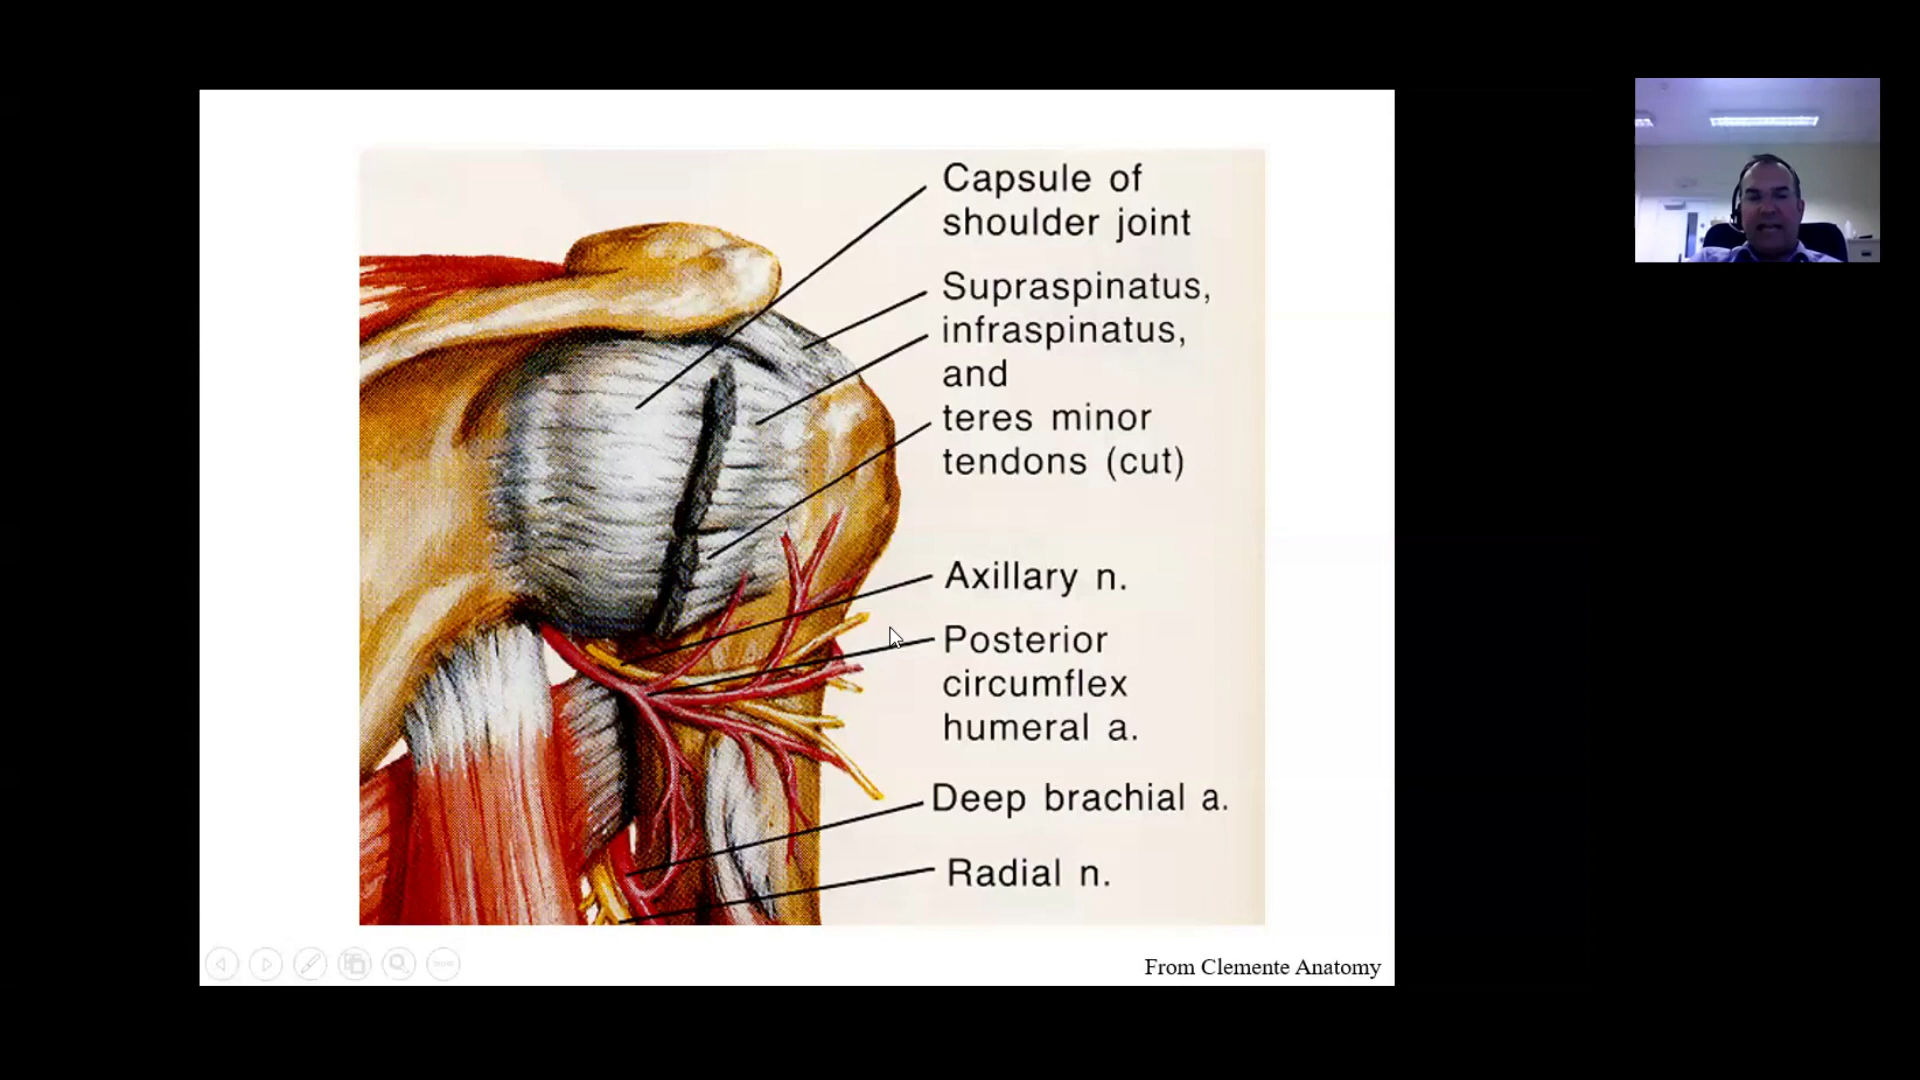 Capsule of
shoulder joint
Supraspinatus,
infraspinatus,
and
teres minor
tendons (cut)
Axillary n.
Posterior
circumflex
humeral a.
Deep brachial a.
Radial n.
From Clemente Anatomy